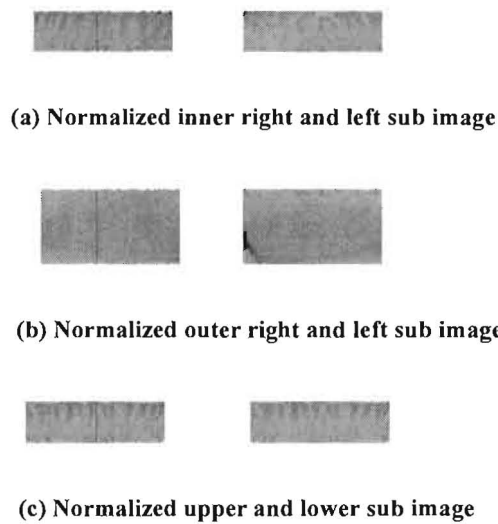 (a) Normalized inner right and left sub image
(b) Normalized outer right and left sub image
(c) Normalized upper and lower sub image